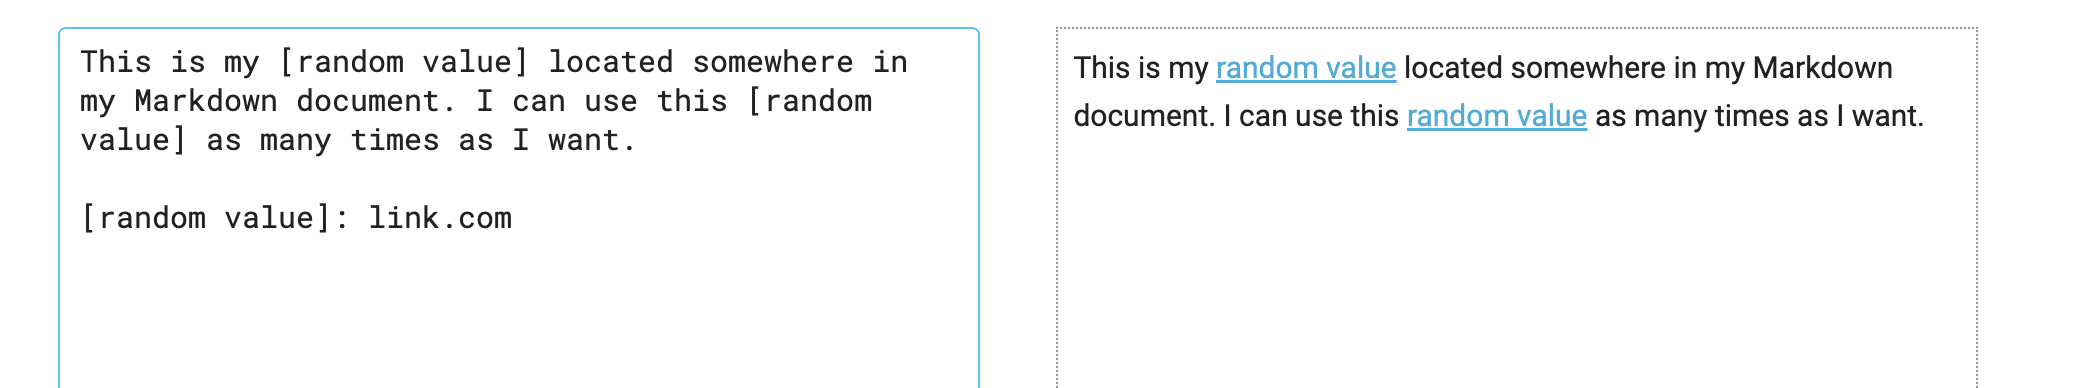 This is my [random value] located somewhere in
my Markdown document. I can use this [random
value] as many times as I want.
[random value]: link.com
This is my random value located somewhere in my Markdown
document. I can use this random value as many times as I want.